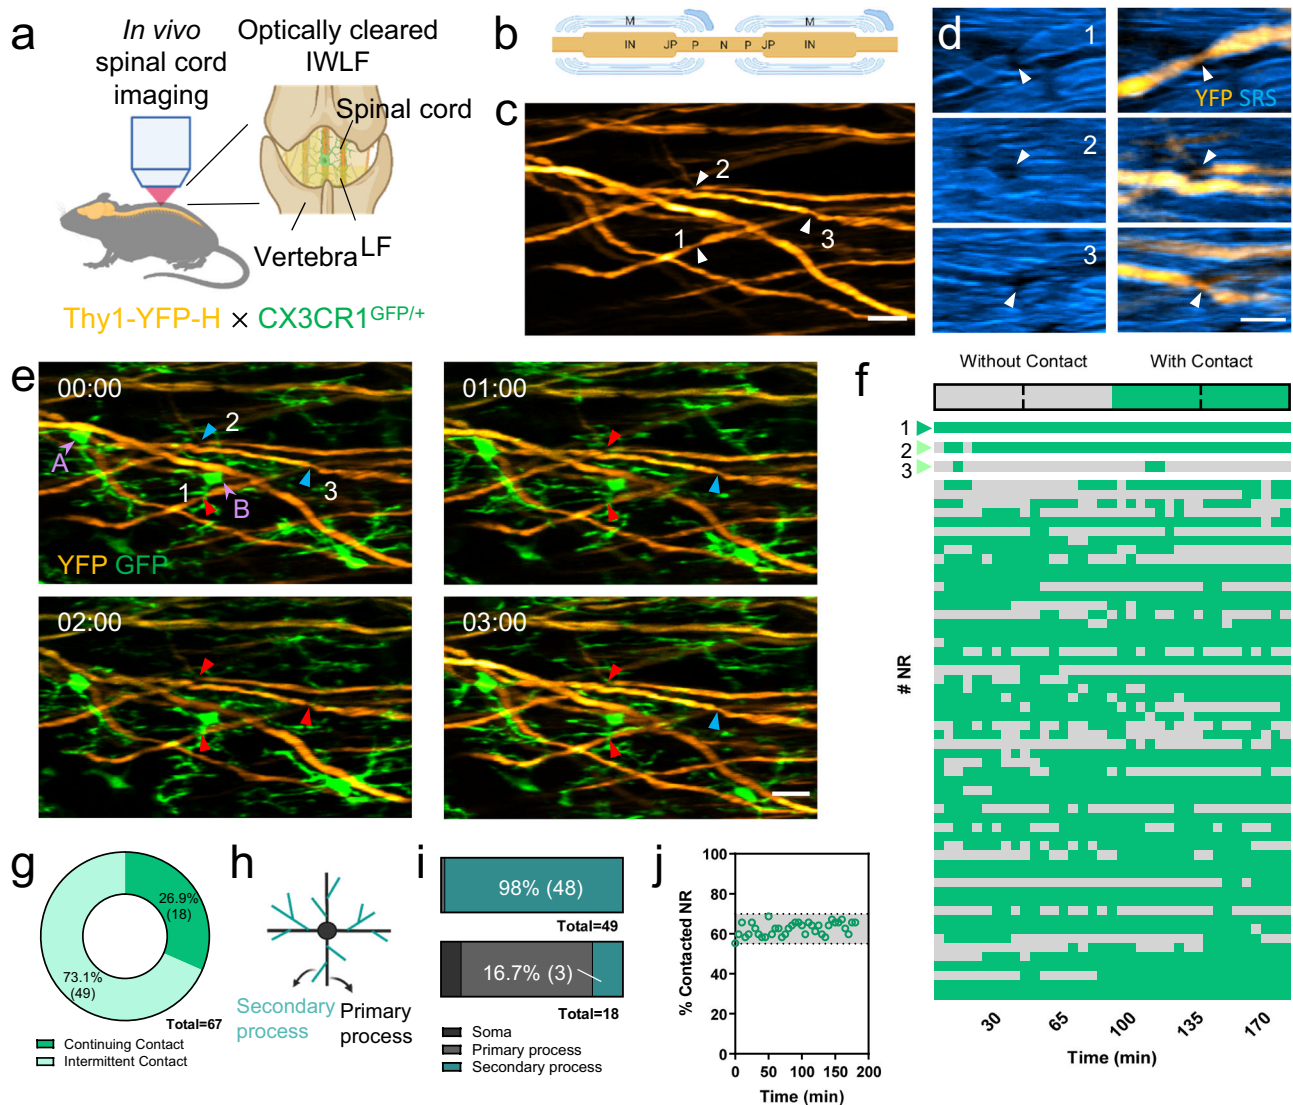 a
In vivo
spinal cord
imaging
Optically cleared
IWLF
Spinal cord
Vertebra
LF
Thy1-YFP-H × CX3CR1GFP/+
b
M
M
IN
JP
P
N
P
JP
IN
c
1
2
3
d
1
YFP SRS
2
3
e
00:00
2
A
1
B
3
YFP GFP
01:00
02:00
03:00
f
Without Contact
With Contact
1
2
3
# NR
30
65
100
135
170
Time (min)
g
26.9%
(18)
73.1%
(49)
Total=67
Continuing Contact
Intermittent Contact
h
Secondary
process
Primary
process
i
98% (48)
Total=49
16.7% (3)
Total=18
Soma
Primary process
Secondary process
j
% Contacted NR
100
80
60
40
20
0
0
50
100
150
200
Time (min)